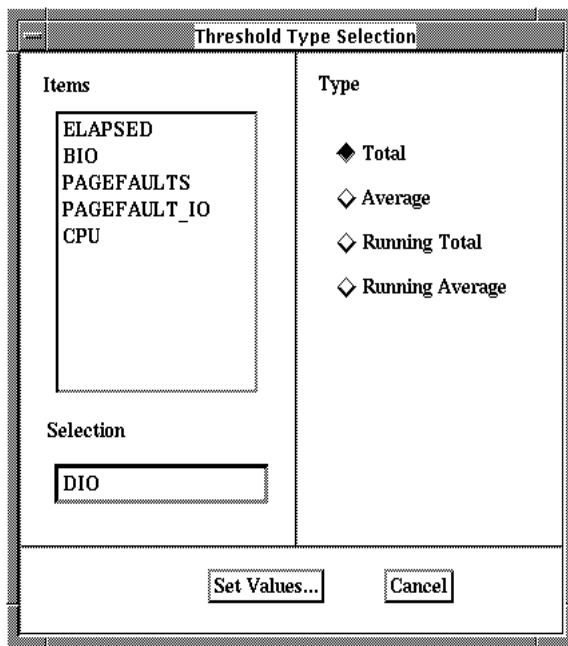 Threshold Type Selection
Items
ELAPSED
BIO
PAGEFAULTS
PAGEFAULT_IO
CPU
Selection
DIO
Type
Total
Average
Running Total
Running Average
Set Values...
Cancel